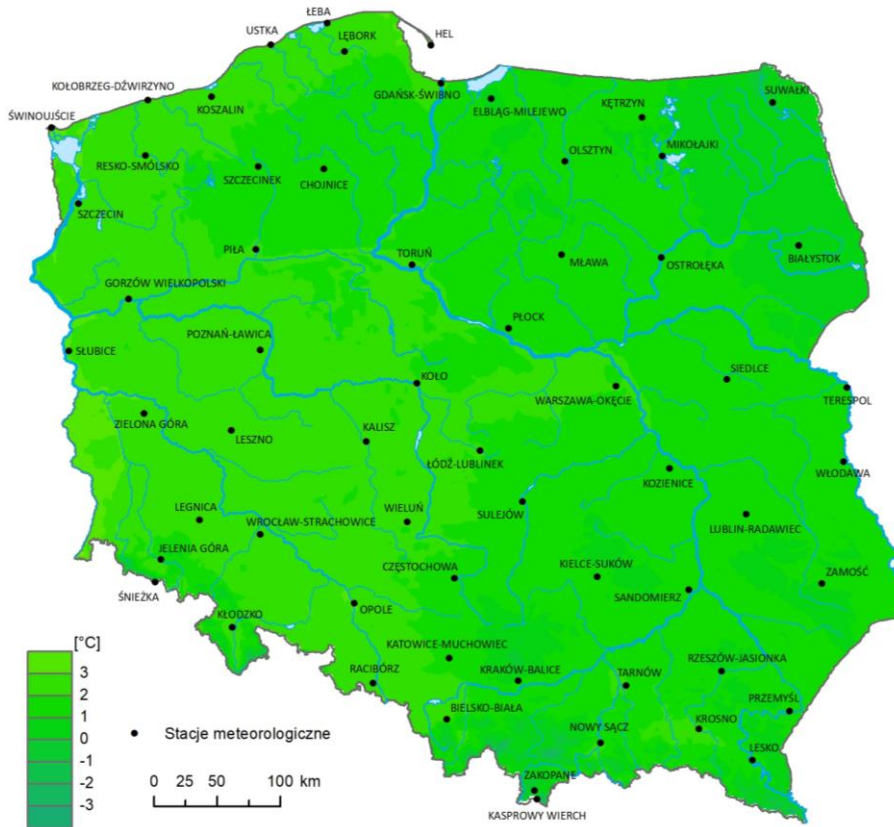 ŁEBA
USTKA
HEL
LĘBORK
KOŁOBRZEG-DŹWIRZYNO
KOSZALIN
GDAŃSK-ŚWIBNO
ELBLĄG-MILEJEWO
KĘTRZYN
SUWAŁKI
ŚWINOUJŚCIE
RESKO-SMÓLSKO
SZCZECINEK
CHOJNICE
OLSZTYN
MIKOŁAJKI
SZCZECIN
PIŁA
TORUŃ
MŁAWA
OSTROŁĘKA
BIAŁYSTOK
GORZÓW WIELKOPOLSKI
PŁOCK
SŁUBICE
POZNAŃ-ŁAWICA
KOŁO
WARSZAWA-OKĘCIE
SIEDLCE
TERESPOL
ZIELONA GÓRA
LESZNO
KALISZ
ŁÓDŹ-LUBLINEK
KOZIENICE
WŁODAWA
LEGNICA
WROCŁAW-STRACHOWICE
WIELUŃ
SULEJÓW
LUBLIN-RADAWIEC
JELENIA GÓRA
CZĘSTOCHOWA
KIELCE-SUKÓW
SANDOMIERZ
ZAMOŚĆ
ŚNIEŻKA
KŁODZKO
OPOLE
KATOWICE-MUCHOWIEC
RACIBÓRZ
KRAKÓW-BALICE
TARNÓW
RZESZÓW-JASIONKA
BIELSKO-BIAŁA
NOWY SĄCZ
KROSNO
PRZEMYŚL
LESKO
ZAKOPANE
KASPROWY WIERCH
[°C]
3
2
1
0
-1
-2
-3
Stacje meteorologiczne
0 25 50 100 km